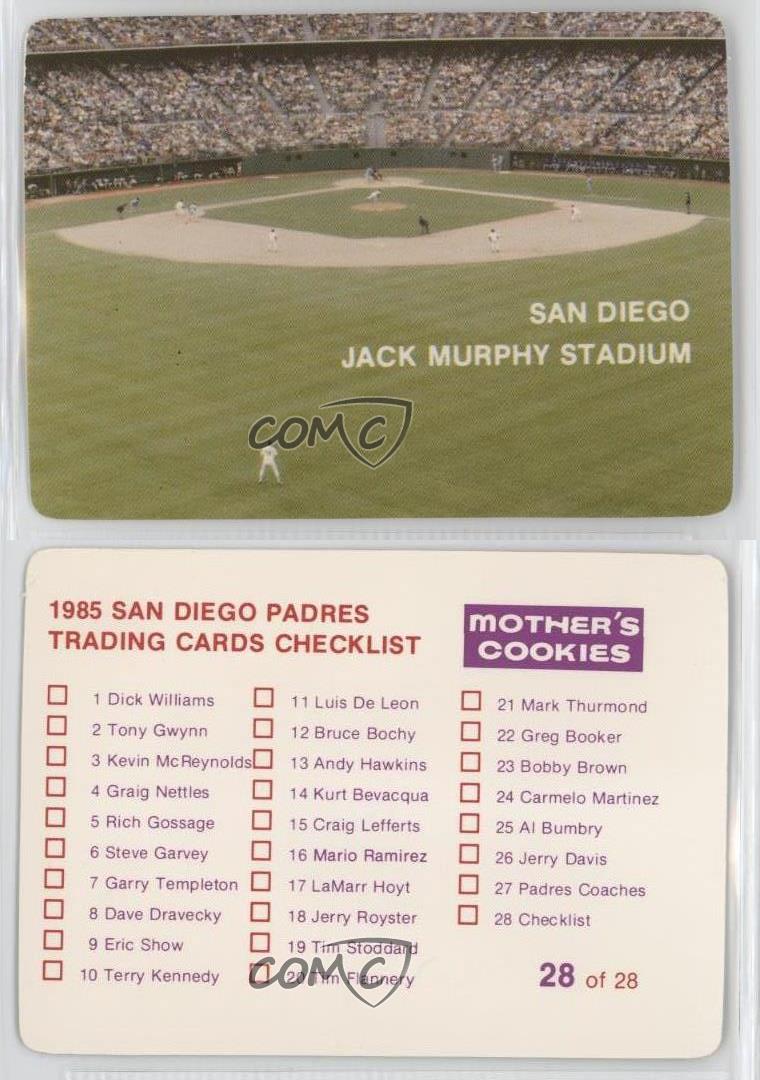 SAN DIEGO
JACK MURPHY STADIUM
COMC
1985 SAN DIEGO PADRES
TRADING CARDS CHECKLIST
MOTHER'S
COOKIES
1 Dick Williams
2 Tony Gwynn
3 Kevin McReynolds
4 Graig Nettles
5 Rich Gossage
6 Steve Garvey
7 Garry Templeton
8 Dave Dravecky
9 Eric Show
10 Terry Kennedy
11 Luis De Leon
12 Bruce Bochy
13 Andy Hawkins
14 Kurt Bevacqua
15 Craig Lefferts
16 Mario Ramirez
17 LaMarr Hoyt
18 Jerry Royster
19 Tim Stoddard
20 Tim Flannery
21 Mark Thurmond
22 Greg Booker
23 Bobby Brown
24 Carmelo Martinez
25 Al Bumbry
26 Jerry Davis
27 Padres Coaches
28 Checklist
COMC
28 of 28